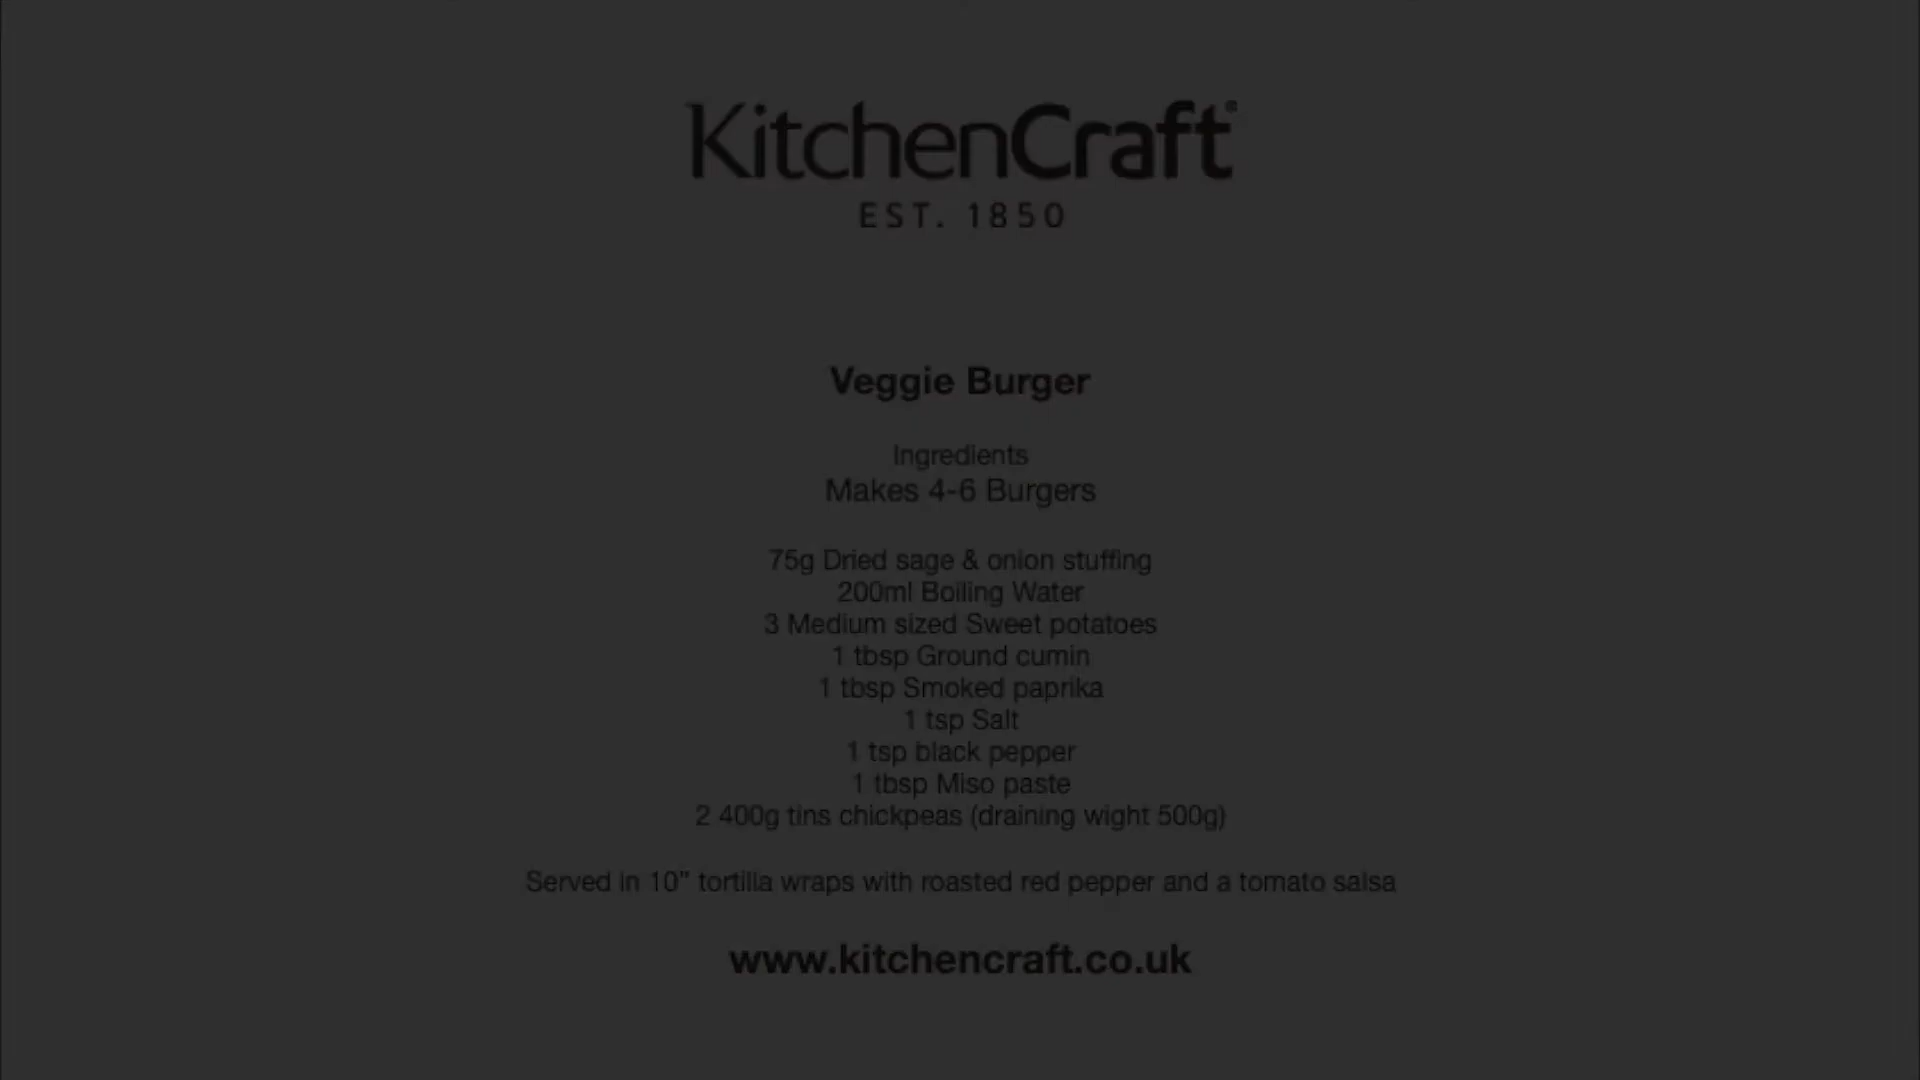 KitchenCraft®
EST. 1850
Veggie Burger
Ingredients
Makes 4-6 Burgers
75g Dried sage & onion stuffing
200ml Boiling Water
3 Medium sized Sweet potatoes
1 tbsp Ground cumin
1 tbsp Smoked paprika
1 tsp Salt
1 tsp black pepper
1 tbsp Miso paste
2 400g tins chickpeas (draining wight 500g)
Served in 10" tortilla wraps with roasted red pepper and a tomato salsa
www.kitchencraft.co.uk